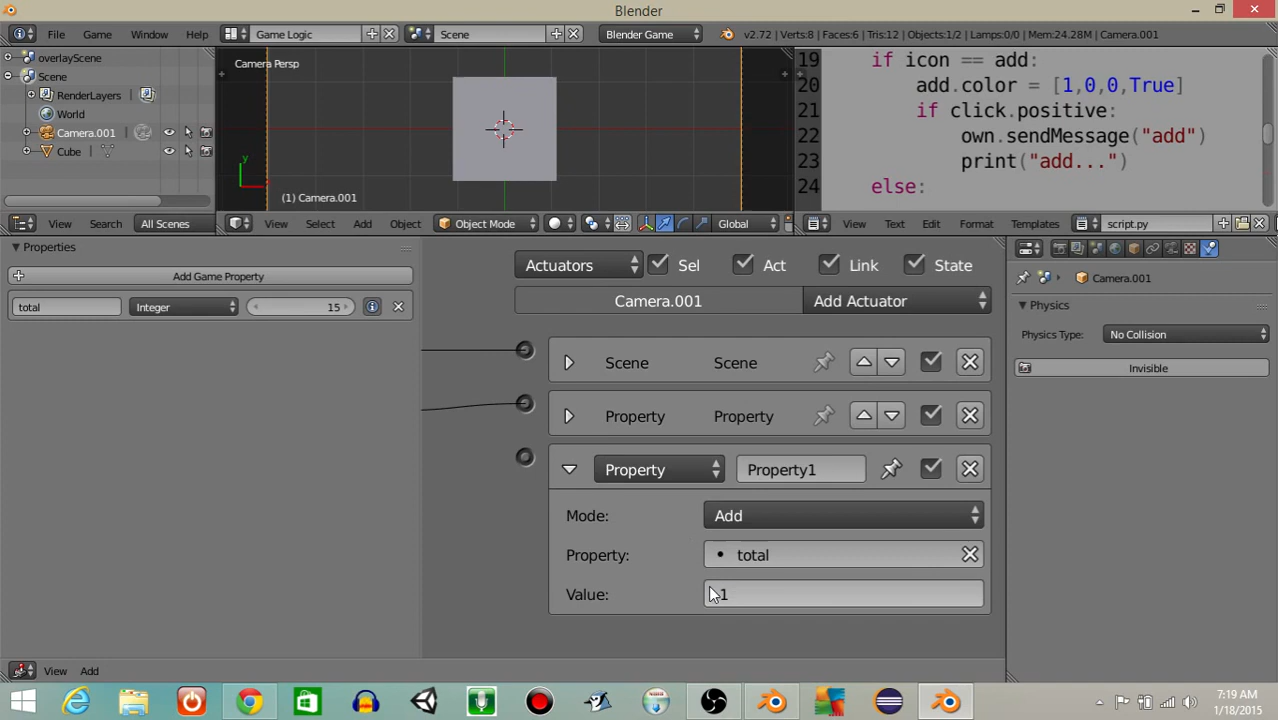 Blender
File Game Window Help Game Logic Scene Blender Game v2.72 | Verts:8 | Faces:6 | Tris:12 | Objects:1/2 | Lamps:0/0 | Mem:24.28M | Camera.001
overlayScene
Scene
RenderLayers
World
Camera.001
Cube
View Search All Scenes
Camera Persp
y
(1) Camera.001
View Select Add Object Object Mode Global
19 if icon == add:
20 add.color = [1,0,0,True]
21 if click.positive:
22 own.sendMessage("add")
23 print("add...")
24 else:
View Text Edit Format Templates script.py
Properties
Add Game Property
total Integer 15
Actuators Sel Act Link State
Camera.001 Add Actuator
Scene Scene
Property Property
Property Property1
Mode: Add
Property: total
Value: 1
View Add
Camera.001
Physics
Physics Type: No Collision
Invisible
7:19 AM
1/18/2015